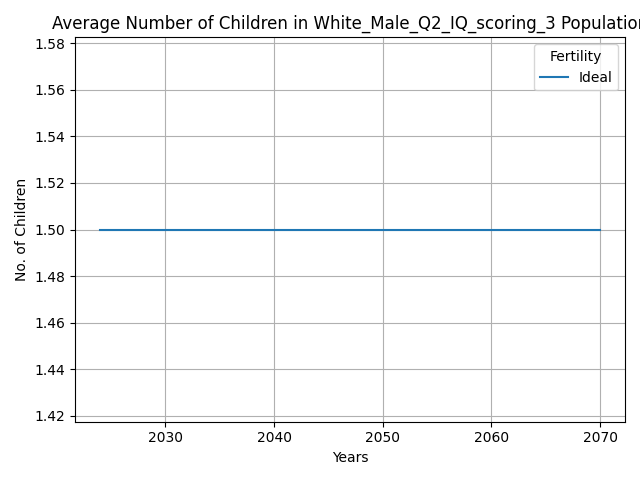 Average Number of Children in White_Male_Q2_IQ_scoring_3 Population
1.58
1.56
1.54
1.52
1.50
1.48
1.46
1.44
1.42
No. of Children
Fertility
Ideal
2030 2040 2050 2060 2070
Years